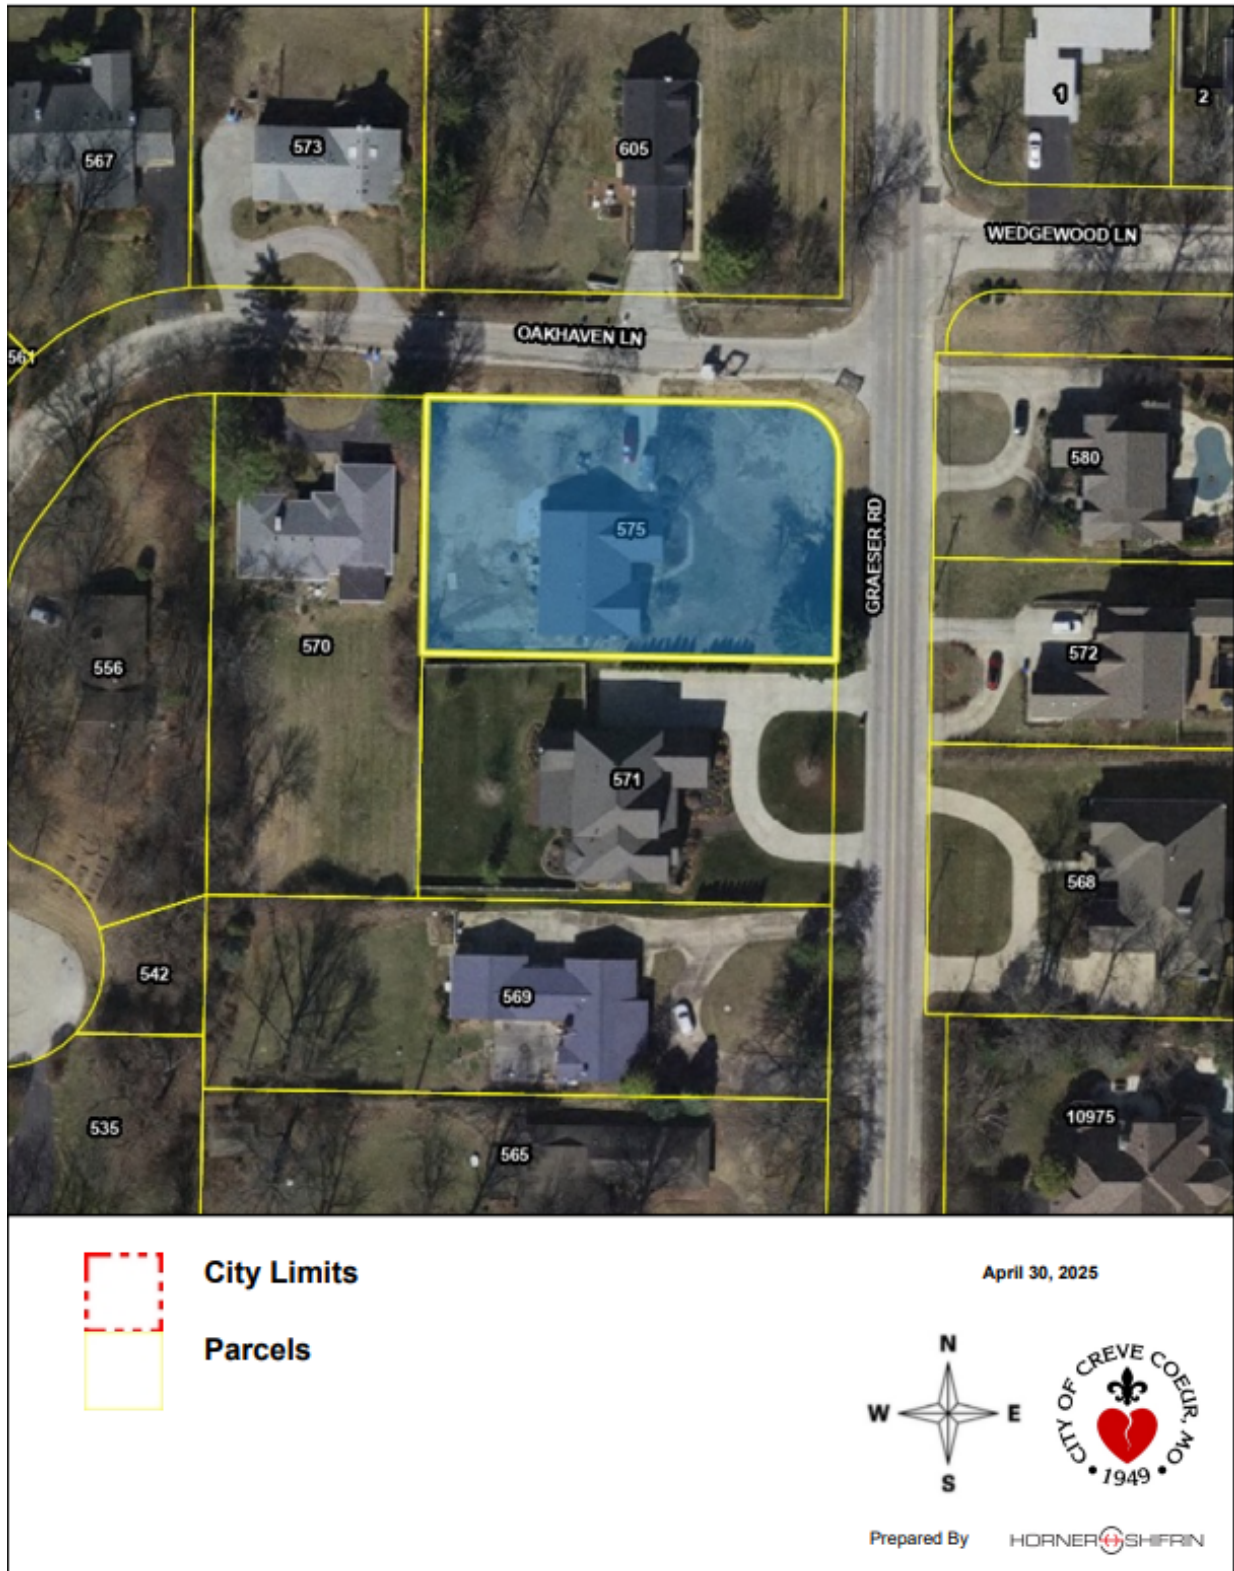 567
573
605
1
2
WEDGEWOOD LN
OAKHAVEN LN
561
580
575
GRAESER RD
572
570
556
571
568
542
569
535
565
10975
City Limits
Parcels
April 30, 2025
N
W E
S
CITY OF CREVE COEUR, MO
• 1949 •
Prepared By HORNER SHIFRIN